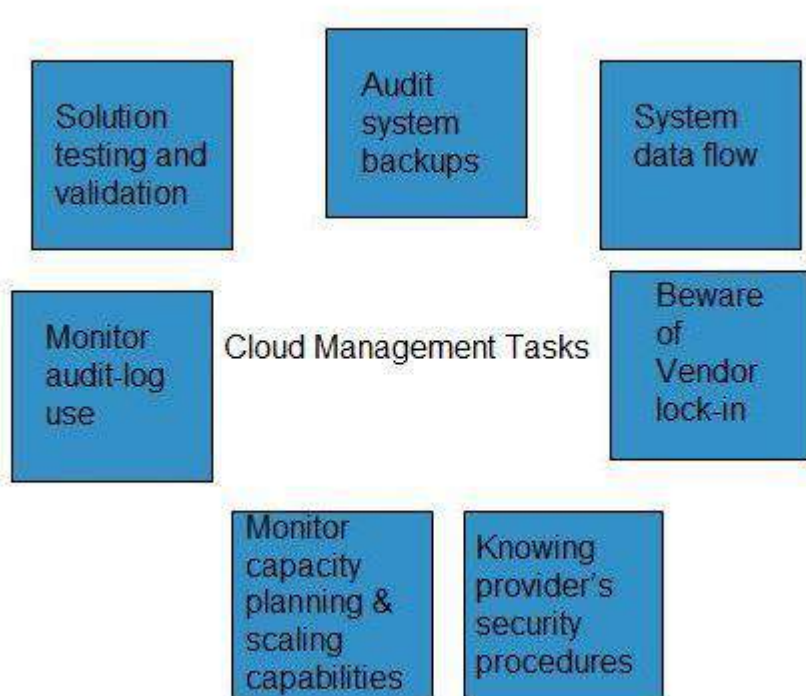 Audit
system
backups
Solution
testing and
validation
System
data flow
Monitor
audit-log
use
Cloud Management Tasks
Beware
of
Vendor
lock-in
Monitor
capacity
planning &
scaling
capabilities
Knowing
provider's
security
procedures